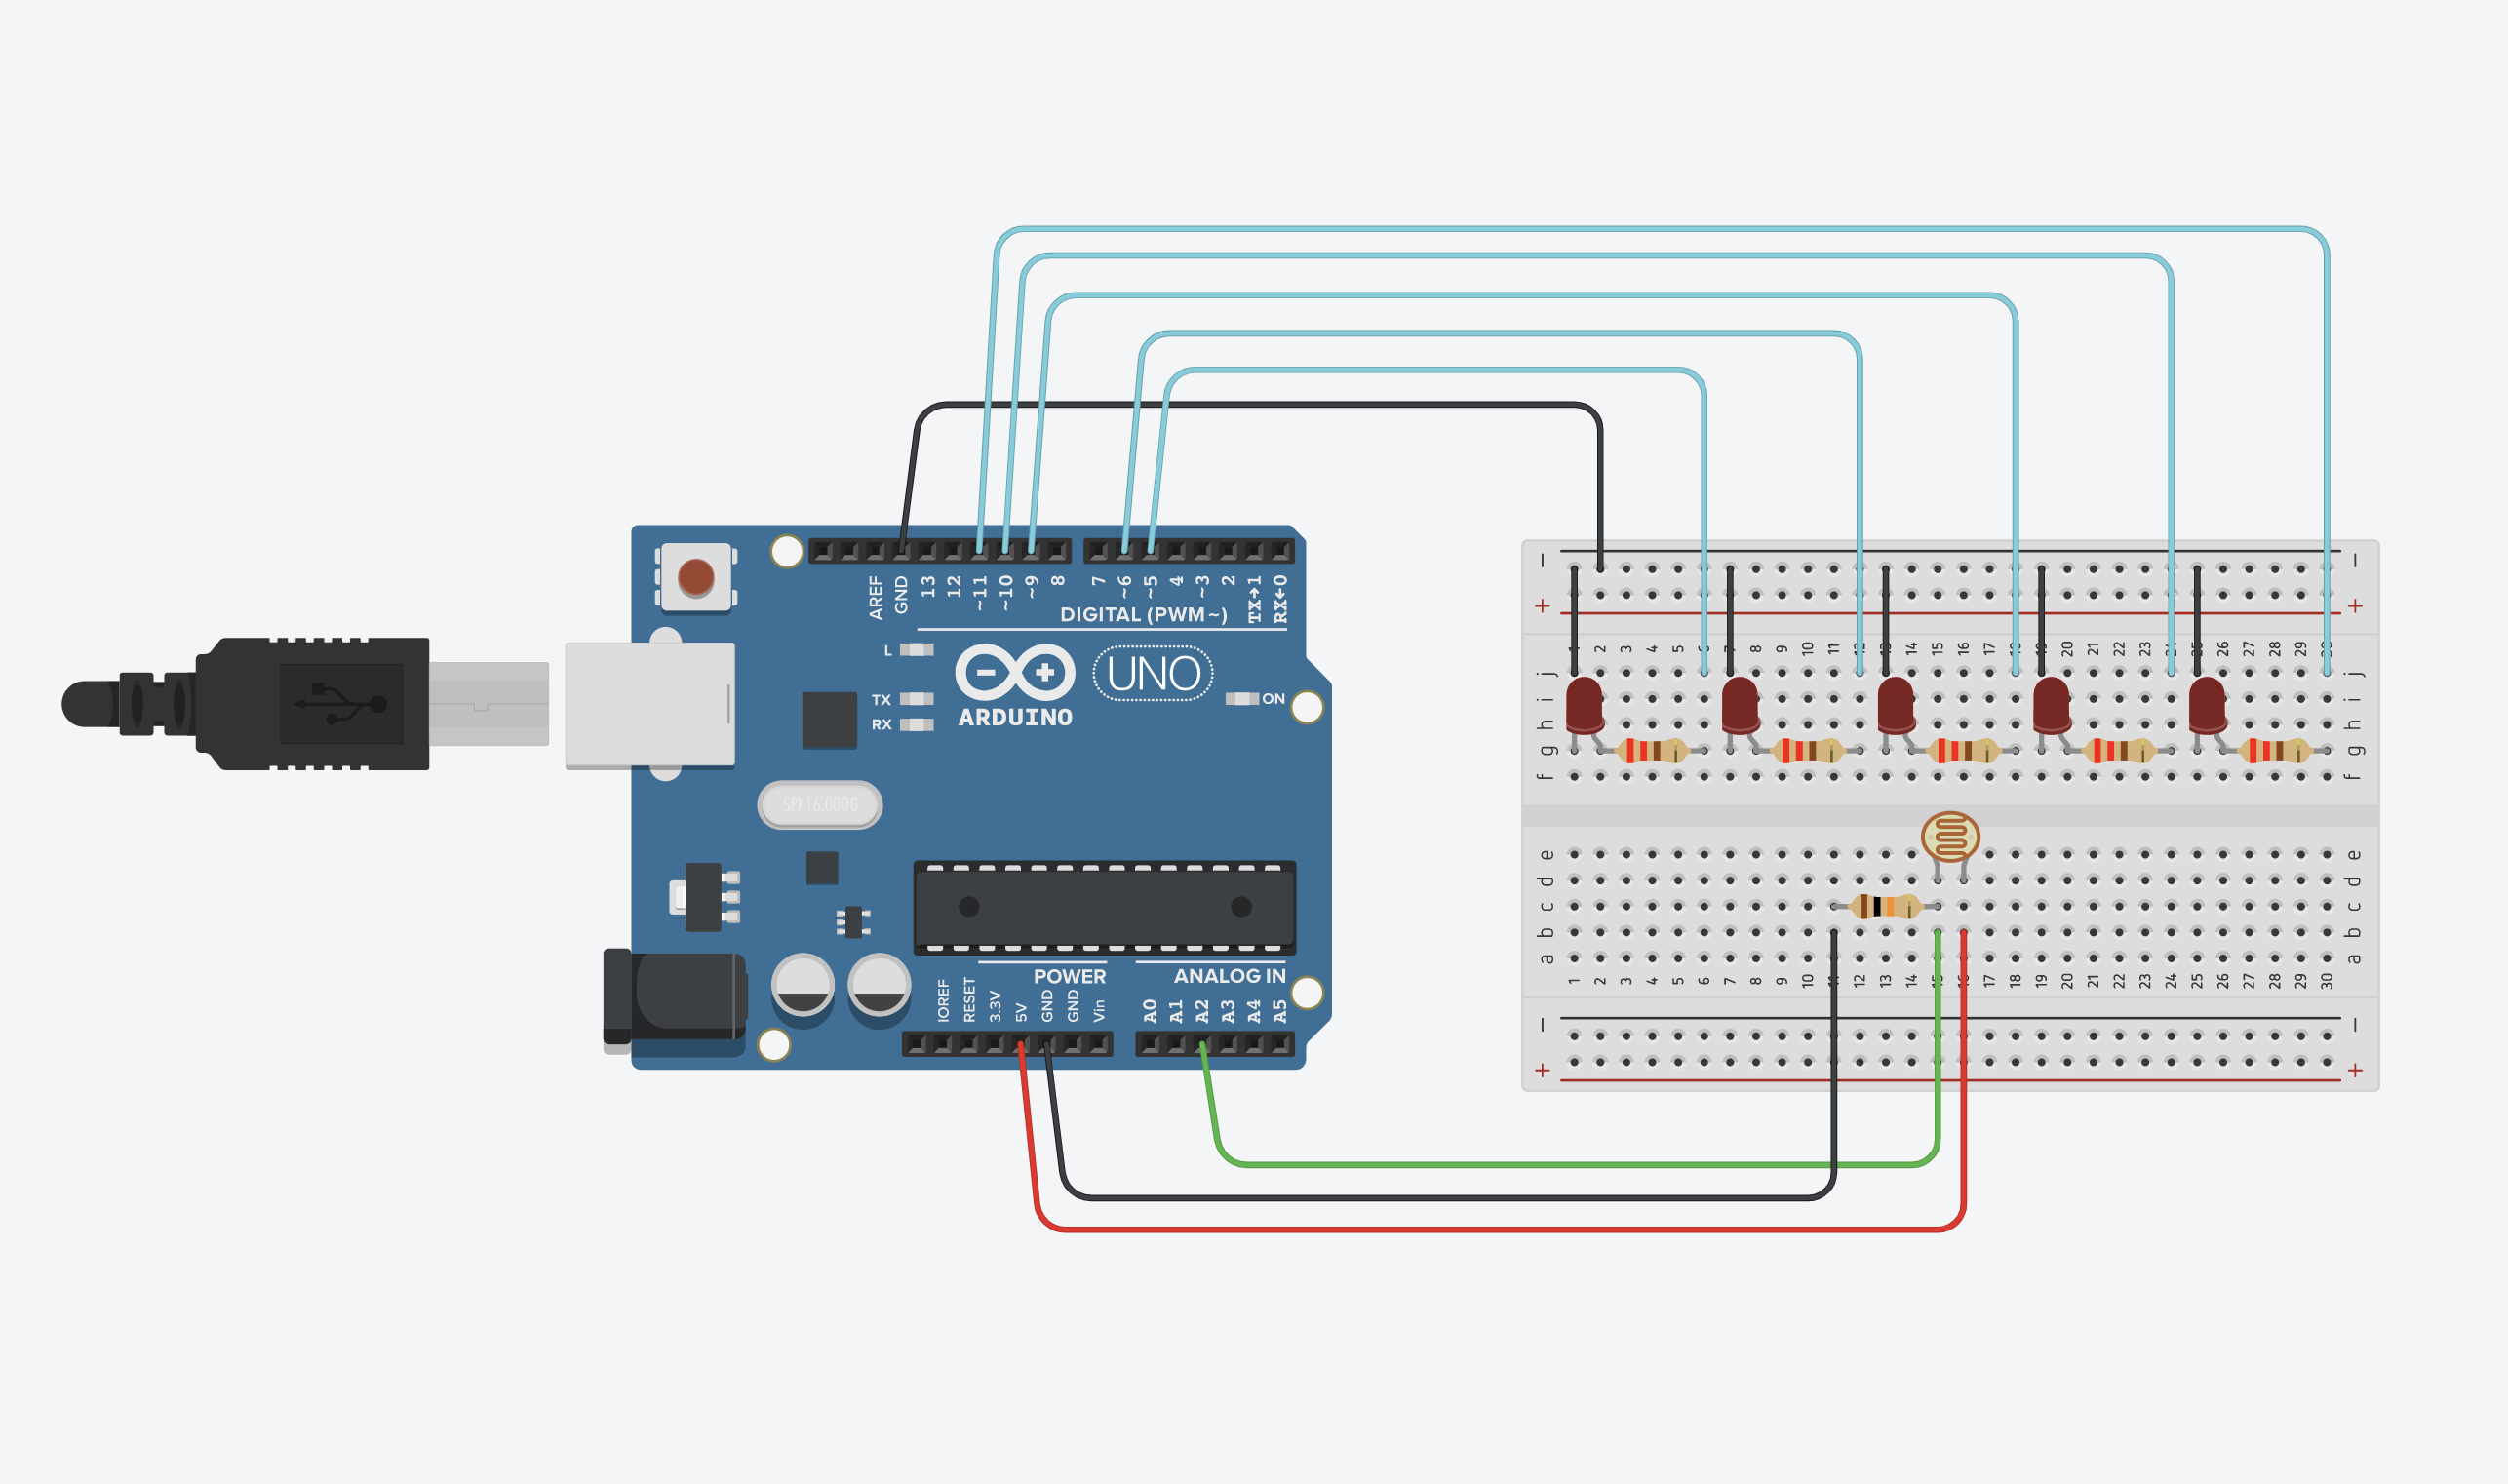 AREF
GND
13
12
~11
~10
~9
8
7
~6
~5
4
~3
2
TX→1
RX←0
DIGITAL (PWM ~)
L
TX
RX
ARDUINO
UNO
ON
SPK16.000G
POWER
ANALOG IN
IOREF
RESET
3.3V
5V
GND
GND
Vin
A0
A1
A2
A3
A4
A5
− −
+ +
1 2 3 4 5 6 7 8 9 10 11 12 13 14 15 16 17 18 19 20 21 22 23 24 25 26 27 28 29 30
j j
i i
h h
g g
f f
e e
d d
c c
b b
a a
1 2 3 4 5 6 7 8 9 10 11 12 13 14 15 16 17 18 19 20 21 22 23 24 25 26 27 28 29 30
− −
+ +